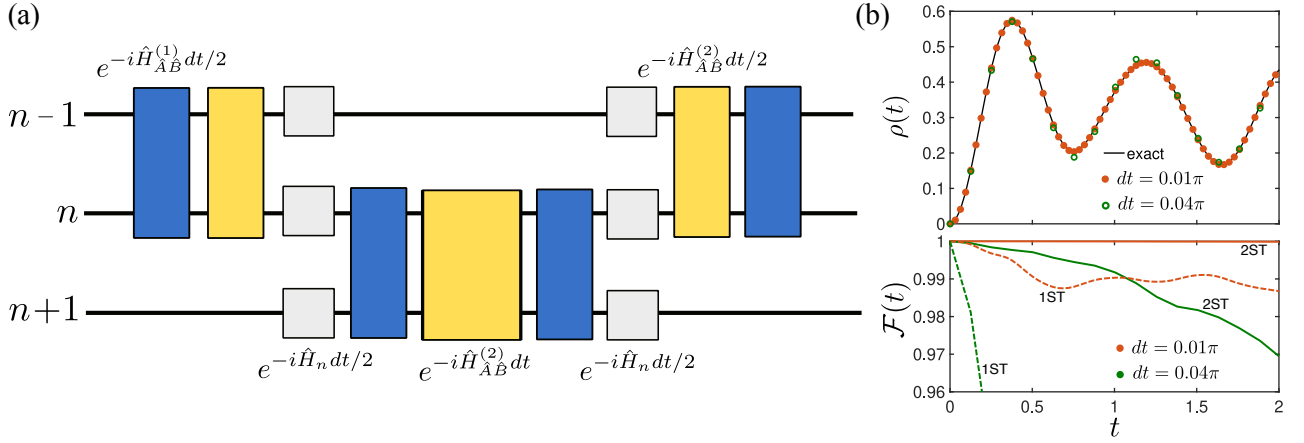 (a)
e^{-i\hat{H}^{(1)}_{\hat{A}\hat{B}}dt/2}
e^{-i\hat{H}^{(2)}_{\hat{A}\hat{B}}dt/2}
n-1
n
n+1
e^{-i\hat{H}_n dt/2}
e^{-i\hat{H}^{(2)}_{\hat{A}\hat{B}}dt}
e^{-i\hat{H}_n dt/2}
(b)
0.6
0.5
0.4
0.3
0.2
0.1
0
ρ(t)
exact
dt = 0.01π
dt = 0.04π
1
0.99
0.98
0.97
0.96
F(t)
2ST
1ST
2ST
1ST
dt = 0.01π
dt = 0.04π
0 0.5 1 1.5 2
t